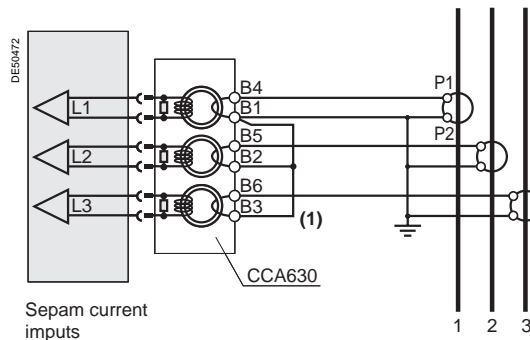 DE50472
B4
P1
L1
B1
B5
P2
L2
B2
B6
L3
B3
(1)
CCA630
Sepam current
imputs
1 2 3